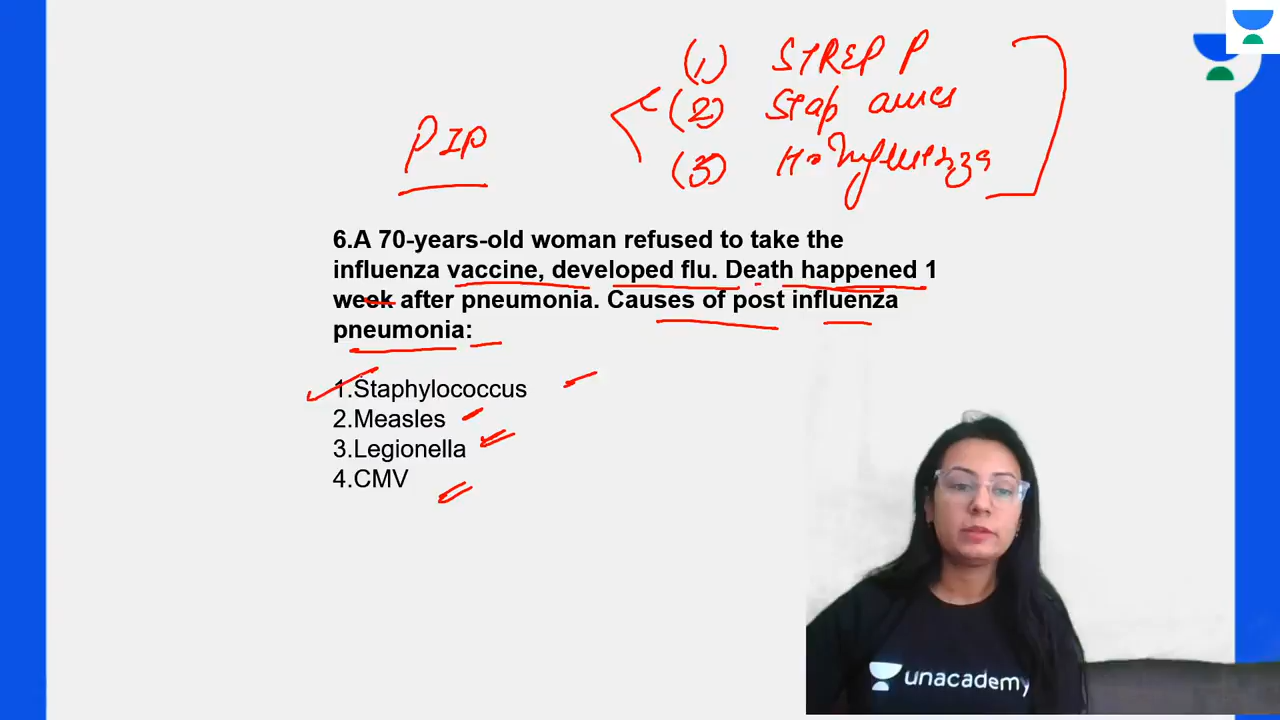 (1) STREP P
(2) Stap aures
(3) H. Influenza
PIP
6.A 70-years-old woman refused to take the
influenza vaccine, developed flu. Death happened 1
week after pneumonia. Causes of post influenza
pneumonia:
1.Staphylococcus
2.Measles
3.Legionella
4.CMV
unacademy